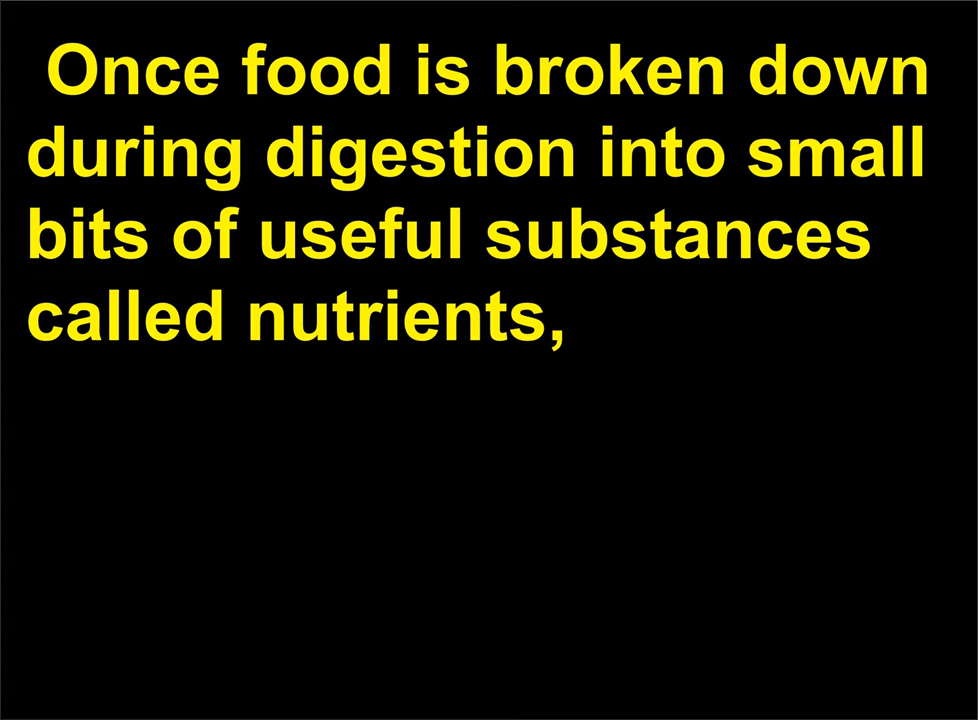 Once food is broken down
during digestion into small
bits of useful substances
called nutrients,